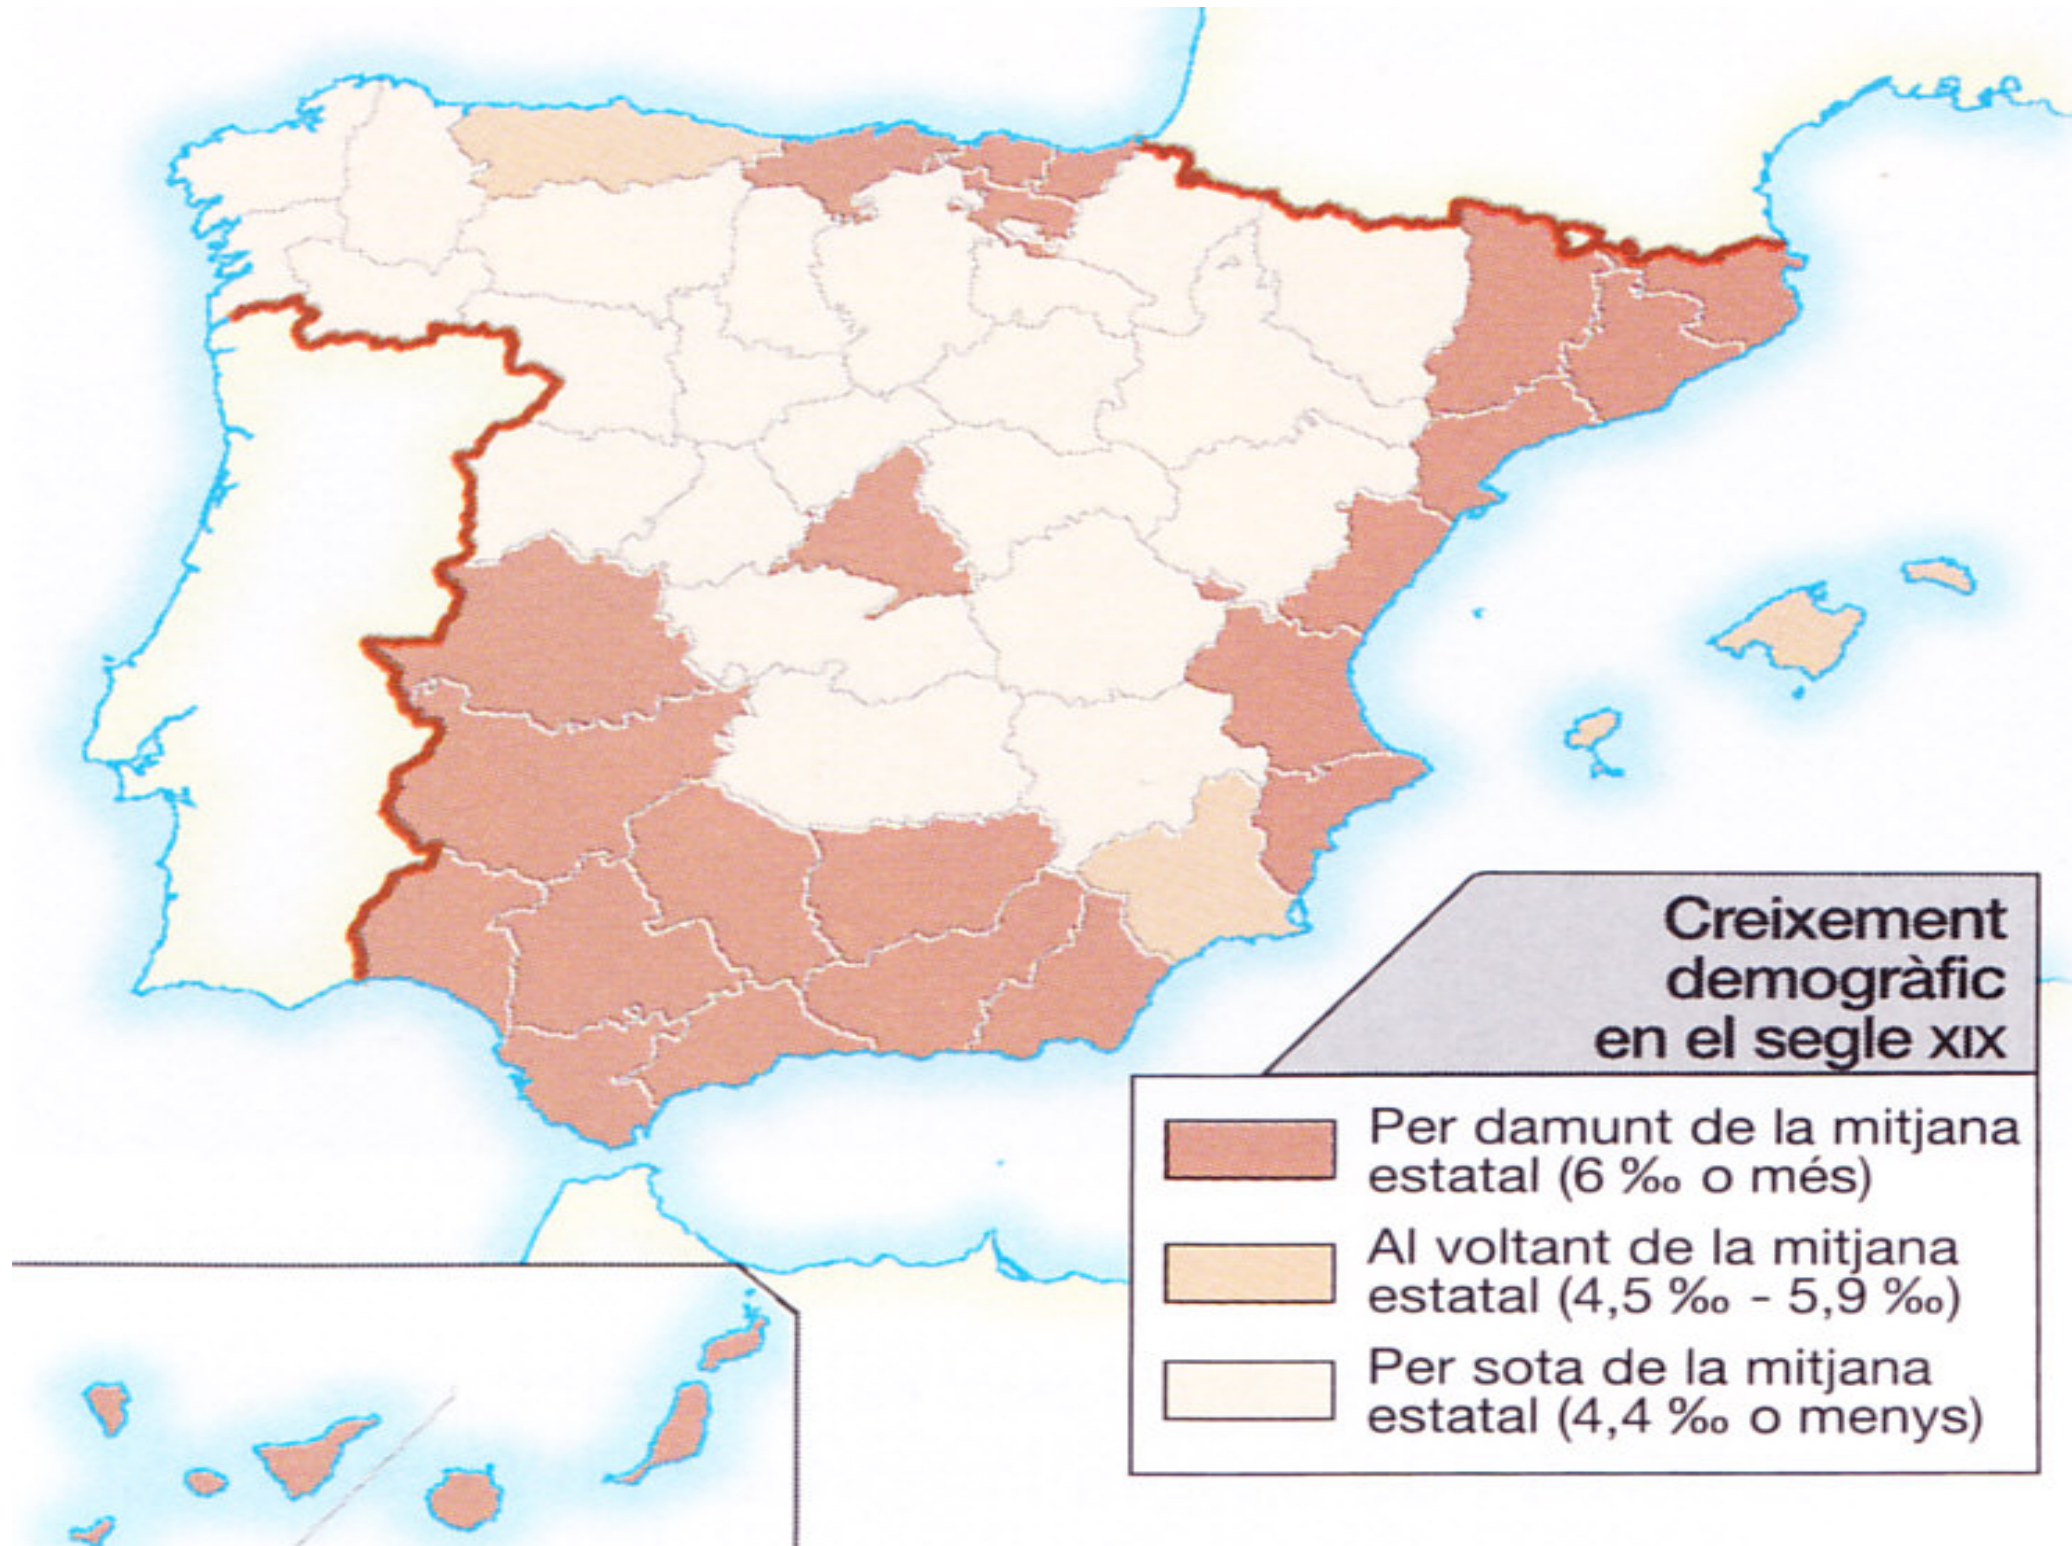 Creixement
demogràfic
en el segle XIX
Per damunt de la mitjana
estatal (6 ‰ o més)
Al voltant de la mitjana
estatal (4,5 ‰ - 5,9 ‰)
Per sota de la mitjana
estatal (4,4 ‰ o menys)